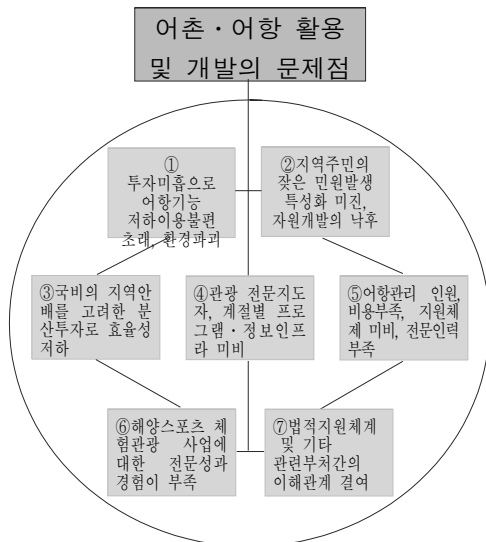 어촌·어항 활용
및 개발의 문제점
①
투자미흡으로
어항기능
저하이용불편
초래, 환경파괴
②지역주민의
잦은 민원발생
특성화 미진,
자원개발의 낙후
③국비의 지역안
배를 고려한 분
산투자로 효율성
저하
④관광 전문지도
자, 계절별 프로
그램·정보인프
라 미비
⑤어항관리 인원,
비용부족, 지원체
제 미비, 전문인력
부족
⑥해양스포츠 체
험관광 사업에
대한 전문성과
경험이 부족
⑦법적지원체계
및 기타
관련부처간의
이해관계 결여